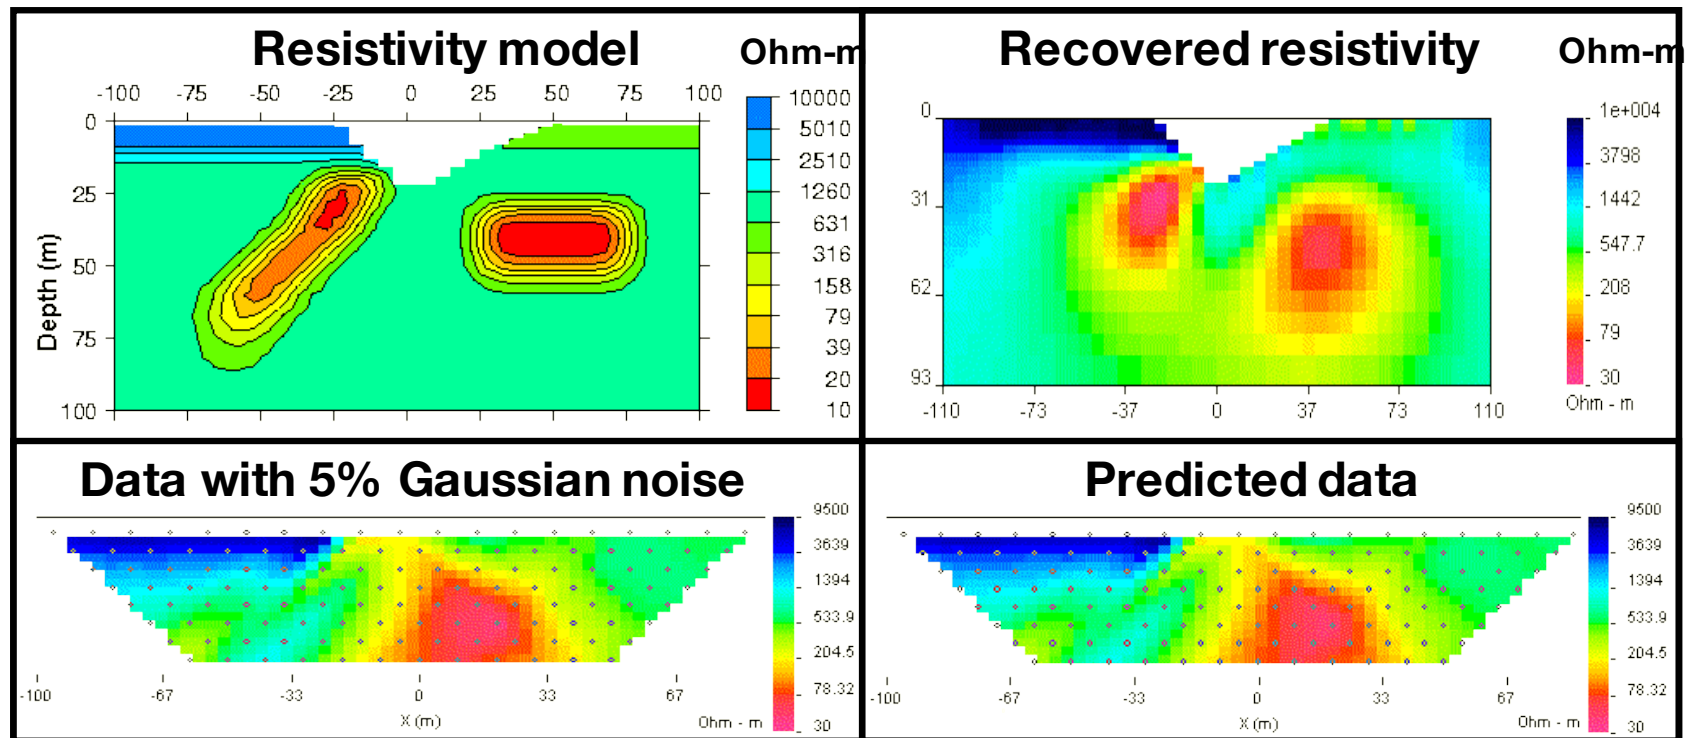 Resistivity model
Ohm-m
-100 -75 -50 -25 0 25 50 75 100
0
25
50
75
100
Depth (m)
10000
5010
2510
1260
631
316
158
79
39
20
10
Recovered resistivity
Ohm-m
0
31
62
93
-110 -73 -37 0 37 73 110
1e+004
3798
1442
547.7
208
79
30
Ohm - m
Data with 5% Gaussian noise
-100 -67 -33 0 33 67
X (m)
9500
3639
1394
533.9
204.5
78.32
30
Ohm - m
Predicted data
-100 -67 -33 0 33 67
X (m)
9500
3639
1394
533.9
204.5
78.32
30
Ohm - m